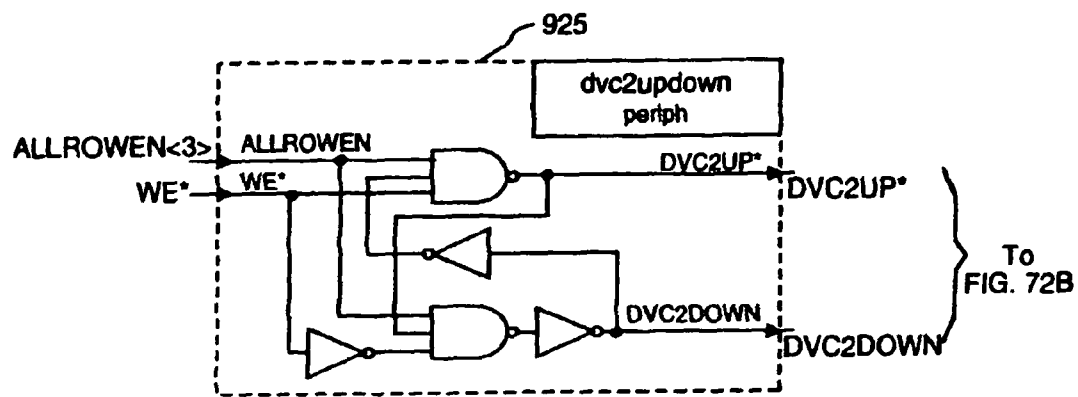 925
dvc2updown
periph
ALLROWEN<3>
ALLROWEN
WE*
WE*
DVC2UP*
DVC2UP*
To
FIG. 72B
DVC2DOWN
DVC2DOWN